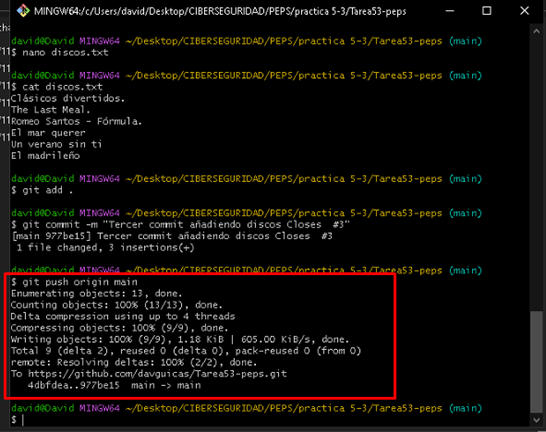 MINGW64:/c/Users/david/Desktop/CIBERSEGURIDAD/PEPS/practica 5-3/Tarea53-peps
david@David MINGW64 ~/Desktop/CIBERSEGURIDAD/PEPS/practica 5-3/Tarea53-peps (main)
$ nano discos.txt
david@David MINGW64 ~/Desktop/CIBERSEGURIDAD/PEPS/practica 5-3/Tarea53-peps (main)
$ cat discos.txt
Clásicos divertidos.
The Last Meal.
Romeo Santos - Fórmula.
El mar querer
Un verano sin ti
El madrileño
david@David MINGW64 ~/Desktop/CIBERSEGURIDAD/PEPS/practica 5-3/Tarea53-peps (main)
$ git add .
david@David MINGW64 ~/Desktop/CIBERSEGURIDAD/PEPS/practica 5-3/Tarea53-peps (main)
$ git commit -m "Tercer commit añadiendo discos Closes  #3"
[main 977be15] Tercer commit añadiendo discos Closes  #3
 1 file changed, 3 insertions(+)
david@David MINGW64 ~/Desktop/CIBERSEGURIDAD/PEPS/practica 5-3/Tarea53-peps (main)
$ git push origin main
Enumerating objects: 13, done.
Counting objects: 100% (13/13), done.
Delta compression using up to 4 threads
Compressing objects: 100% (9/9), done.
Writing objects: 100% (9/9), 1.18 KiB | 605.00 KiB/s, done.
Total 9 (delta 2), reused 0 (delta 0), pack-reused 0 (from 0)
remote: Resolving deltas: 100% (2/2), done.
To https://github.com/davguicas/Tarea53-peps.git
   4dbfdea..977be15  main -> main
david@David MINGW64 ~/Desktop/CIBERSEGURIDAD/PEPS/practica 5-3/Tarea53-peps (main)
$